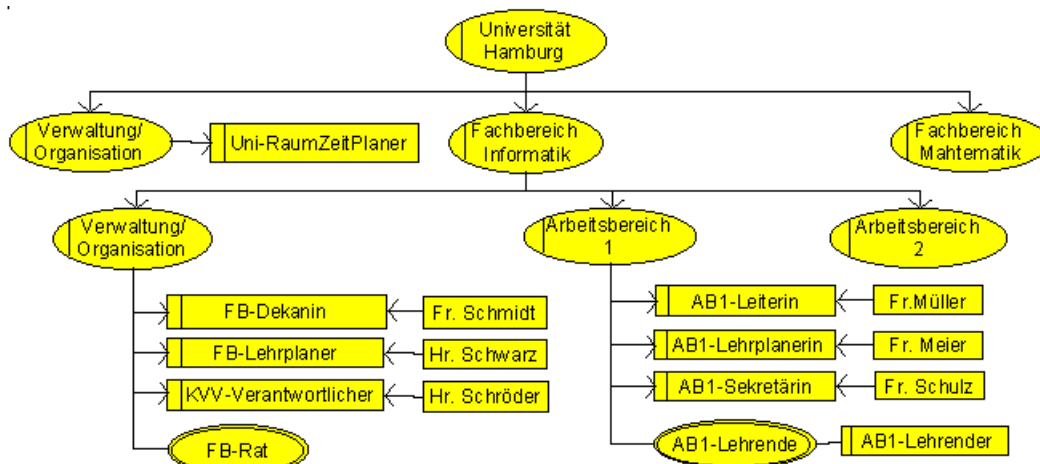 Universität
Hamburg
Verwaltung/
Organisation
Uni-RaumZeitPlaner
Fachbereich
Informatik
Fachbereich
Mahtematik
Verwaltung/
Organisation
Arbeitsbereich
1
Arbeitsbereich
2
FB-Dekanin
Fr. Schmidt
AB1-Leiterin
Fr.Müller
FB-Lehrplaner
Hr. Schwarz
AB1-Lehrplanerin
Fr. Meier
KVV-Verantwortlicher
Hr. Schröder
AB1-Sekretärin
Fr. Schulz
FB-Rat
AB1-Lehrende
AB1-Lehrender